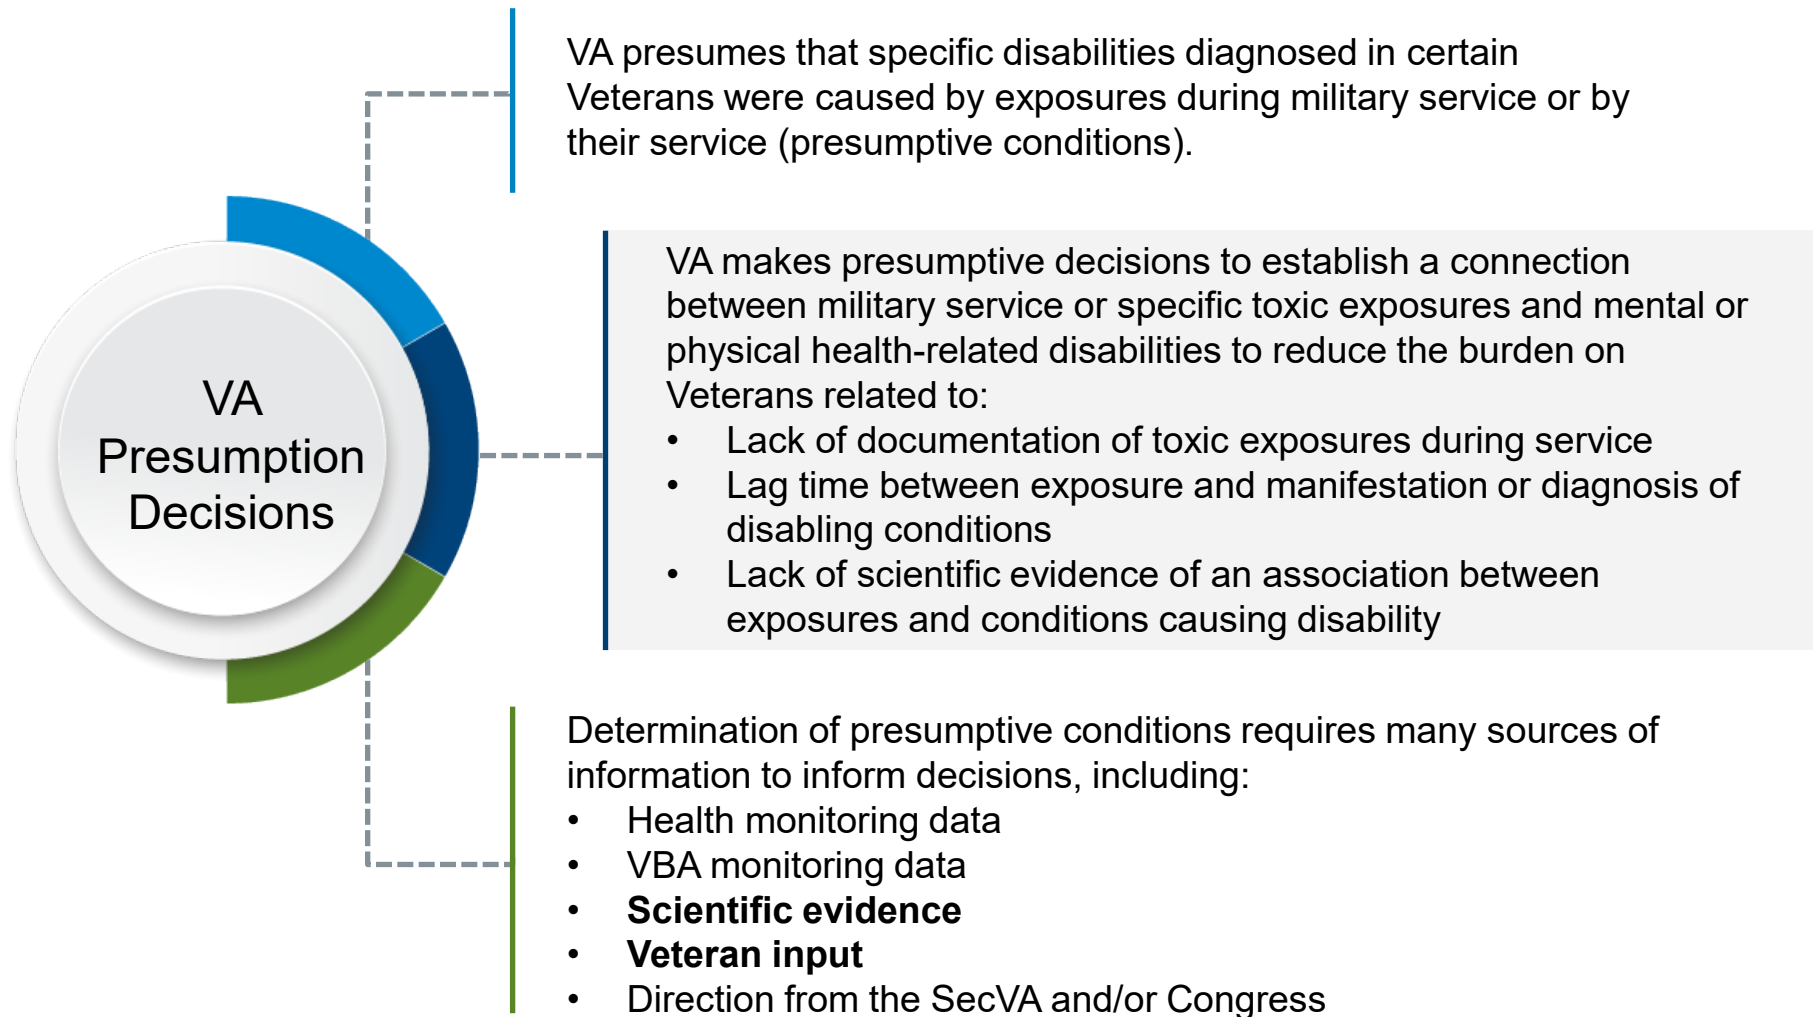 VA presumes that specific disabilities diagnosed in certain
Veterans were caused by exposures during military service or by
their service (presumptive conditions).
VA
Presumption
Decisions
VA makes presumptive decisions to establish a connection
between military service or specific toxic exposures and mental or
physical health-related disabilities to reduce the burden on
Veterans related to:
• Lack of documentation of toxic exposures during service
• Lag time between exposure and manifestation or diagnosis of
disabling conditions
• Lack of scientific evidence of an association between
exposures and conditions causing disability
Determination of presumptive conditions requires many sources of
information to inform decisions, including:
• Health monitoring data
• VBA monitoring data
• Scientific evidence
• Veteran input
• Direction from the SecVA and/or Congress